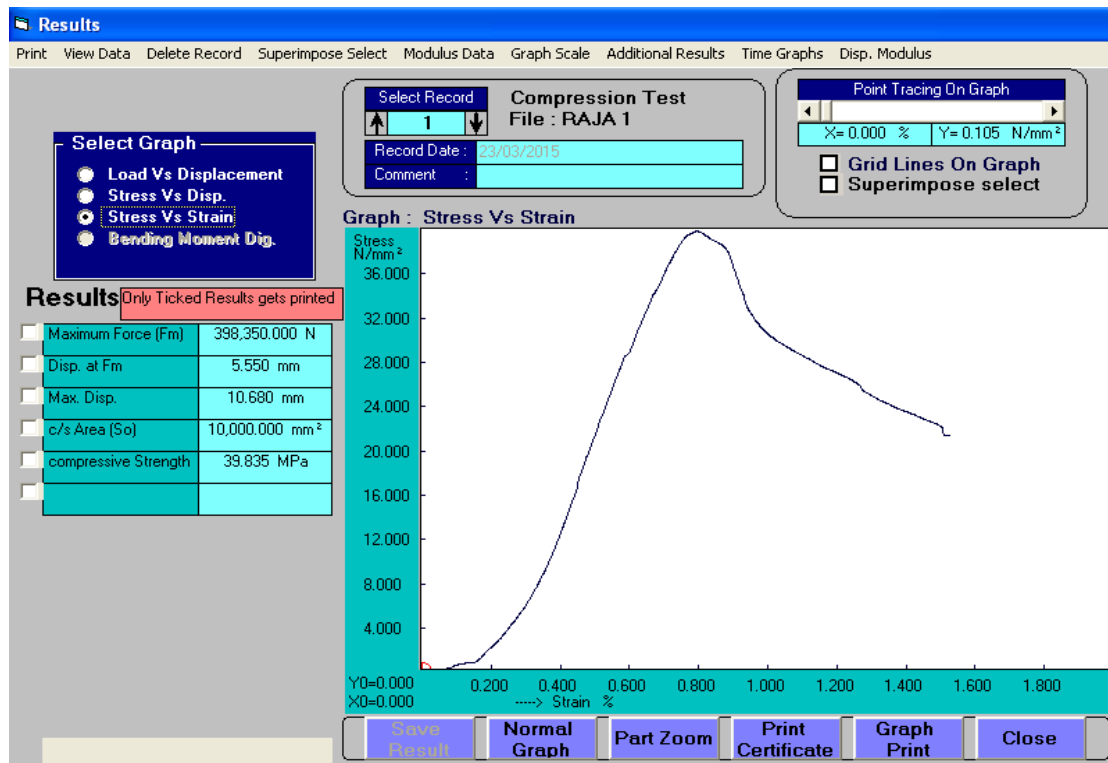 Results
Print View Data Delete Record Superimpose Select Modulus Data Graph Scale Additional Results Time Graphs Disp. Modulus
Select Graph
Load Vs Displacement
Stress Vs Disp.
Stress Vs Strain
Bending Moment Dig.
Select Record
1
Compression Test
File : RAJA 1
Record Date : 23/03/2015
Comment :
Point Tracing On Graph
X= 0.000 % Y= 0.105 N/mm²
Grid Lines On Graph
Superimpose select
Results Only Ticked Results gets printed
Maximum Force (Fm) 398,350.000 N
Disp. at Fm 5.550 mm
Max. Disp. 10.680 mm
c/s Area (So) 10,000.000 mm²
compressive Strength 39.835 MPa
Graph : Stress Vs Strain
Stress
N/mm²
36.000
32.000
28.000
24.000
20.000
16.000
12.000
8.000
4.000
Y0=0.000 0.200 0.400 0.600 0.800 1.000 1.200 1.400 1.600 1.800
X0=0.000 ----> Strain %
Save Result
Normal Graph
Part Zoom
Print Certificate
Graph Print
Close